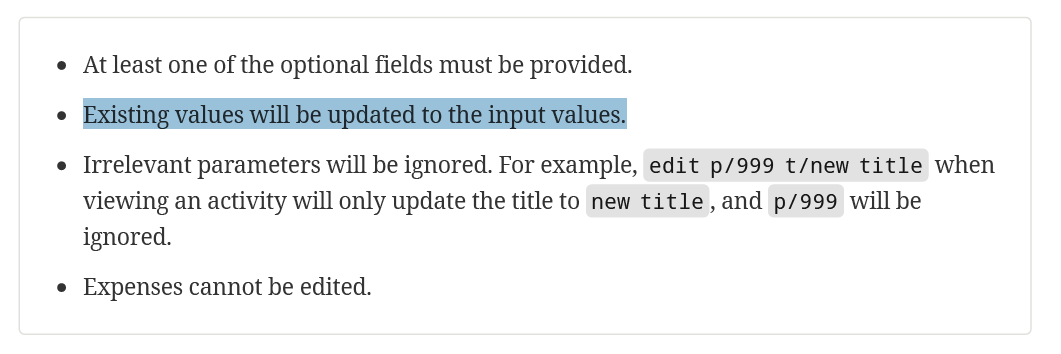 At least one of the optional fields must be provided.
Existing values will be updated to the input values.
Irrelevant parameters will be ignored. For example, edit p/999 t/new title when
viewing an activity will only update the title to new title, and p/999 will be
ignored.
Expenses cannot be edited.